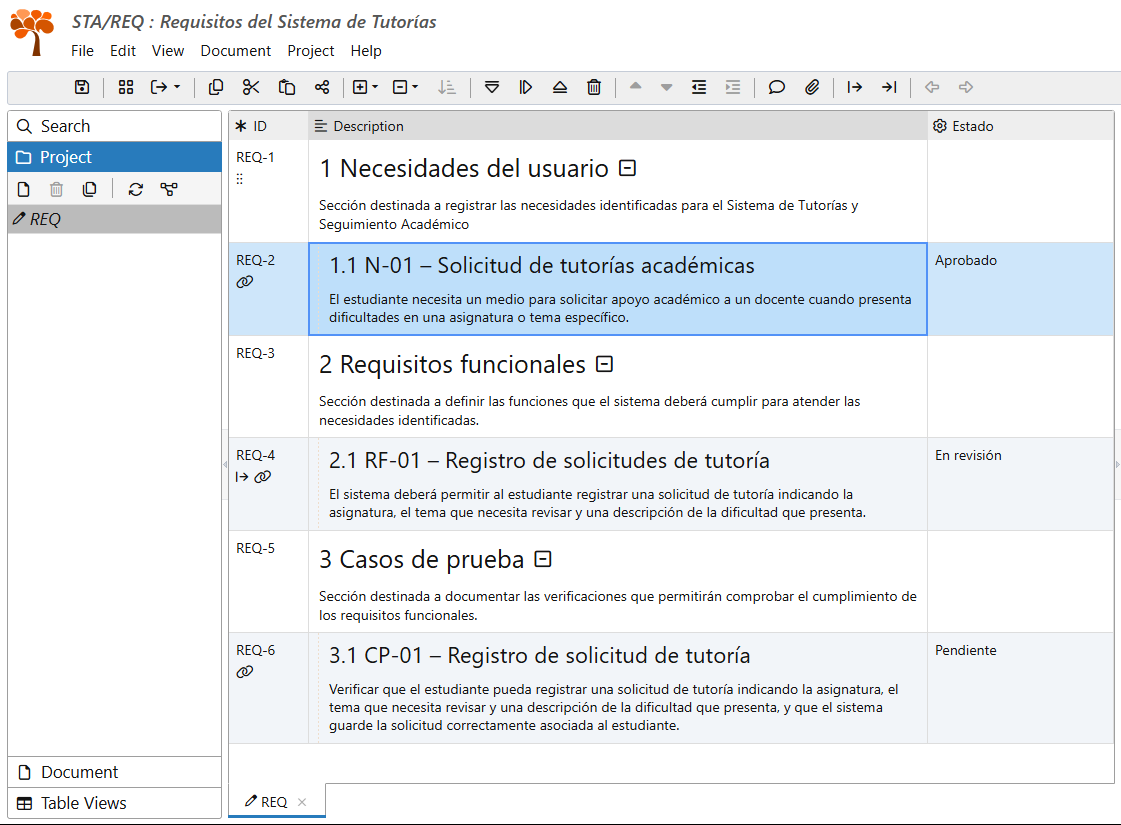 STA/REQ : Requisitos del Sistema de Tutorías
File Edit View Document Project Help
Search
Project
REQ
Document
Table Views
ID Description Estado
REQ-1
1 Necesidades del usuario
Sección destinada a registrar las necesidades identificadas para el Sistema de Tutorías y
Seguimiento Académico
REQ-2
1.1 N-01 – Solicitud de tutorías académicas
Aprobado
El estudiante necesita un medio para solicitar apoyo académico a un docente cuando presenta
dificultades en una asignatura o tema específico.
REQ-3
2 Requisitos funcionales
Sección destinada a definir las funciones que el sistema deberá cumplir para atender las
necesidades identificadas.
REQ-4
2.1 RF-01 – Registro de solicitudes de tutoría
En revisión
El sistema deberá permitir al estudiante registrar una solicitud de tutoría indicando la
asignatura, el tema que necesita revisar y una descripción de la dificultad que presenta.
REQ-5
3 Casos de prueba
Sección destinada a documentar las verificaciones que permitirán comprobar el cumplimiento de
los requisitos funcionales.
REQ-6
3.1 CP-01 – Registro de solicitud de tutoría
Pendiente
Verificar que el estudiante pueda registrar una solicitud de tutoría indicando la asignatura, el
tema que necesita revisar y una descripción de la dificultad que presenta, y que el sistema
guarde la solicitud correctamente asociada al estudiante.
REQ